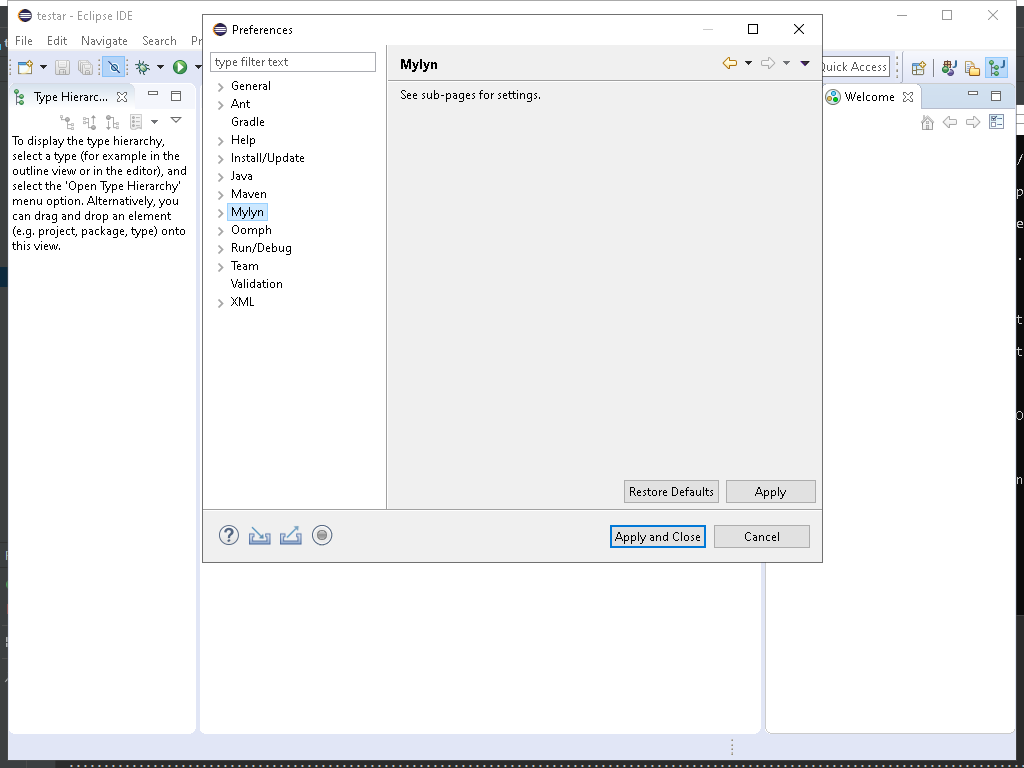 testar - Eclipse IDE
File Edit Navigate Search
Quick Access
Type Hierarc...
To display the type hierarchy,
select a type (for example in the
outline view or in the editor), and
select the 'Open Type Hierarchy'
menu option. Alternatively, you
can drag and drop an element
(e.g. project, package, type) onto
this view.
Preferences
type filter text
General
Ant
Gradle
Help
Install/Update
Java
Maven
Mylyn
Oomph
Run/Debug
Team
Validation
XML
Mylyn
See sub-pages for settings.
Restore Defaults Apply
Apply and Close Cancel
Welcome